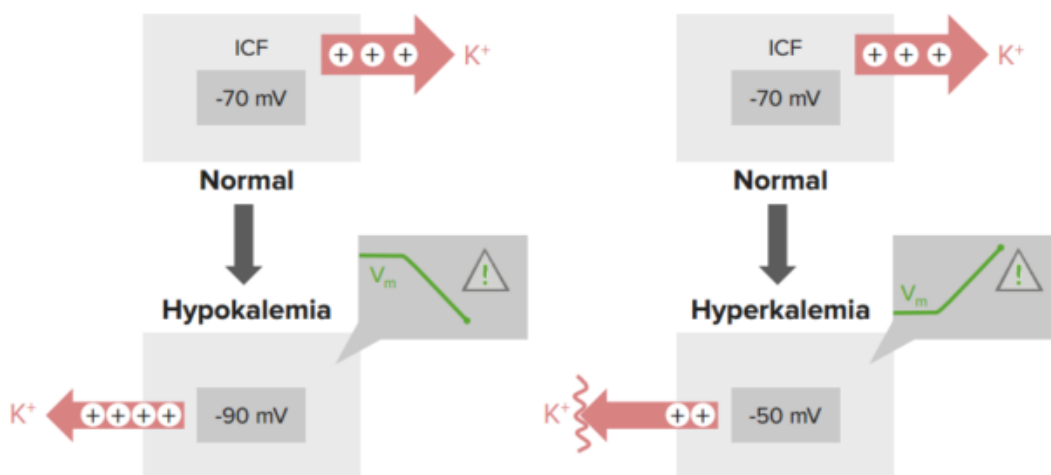 ICF
+ + +
K+
-70 mV
Normal
Vm
!
Hypokalemia
K+
+ + + +
-90 mV
ICF
+ + +
K+
-70 mV
Normal
Vm
!
Hyperkalemia
K+
+ +
-50 mV